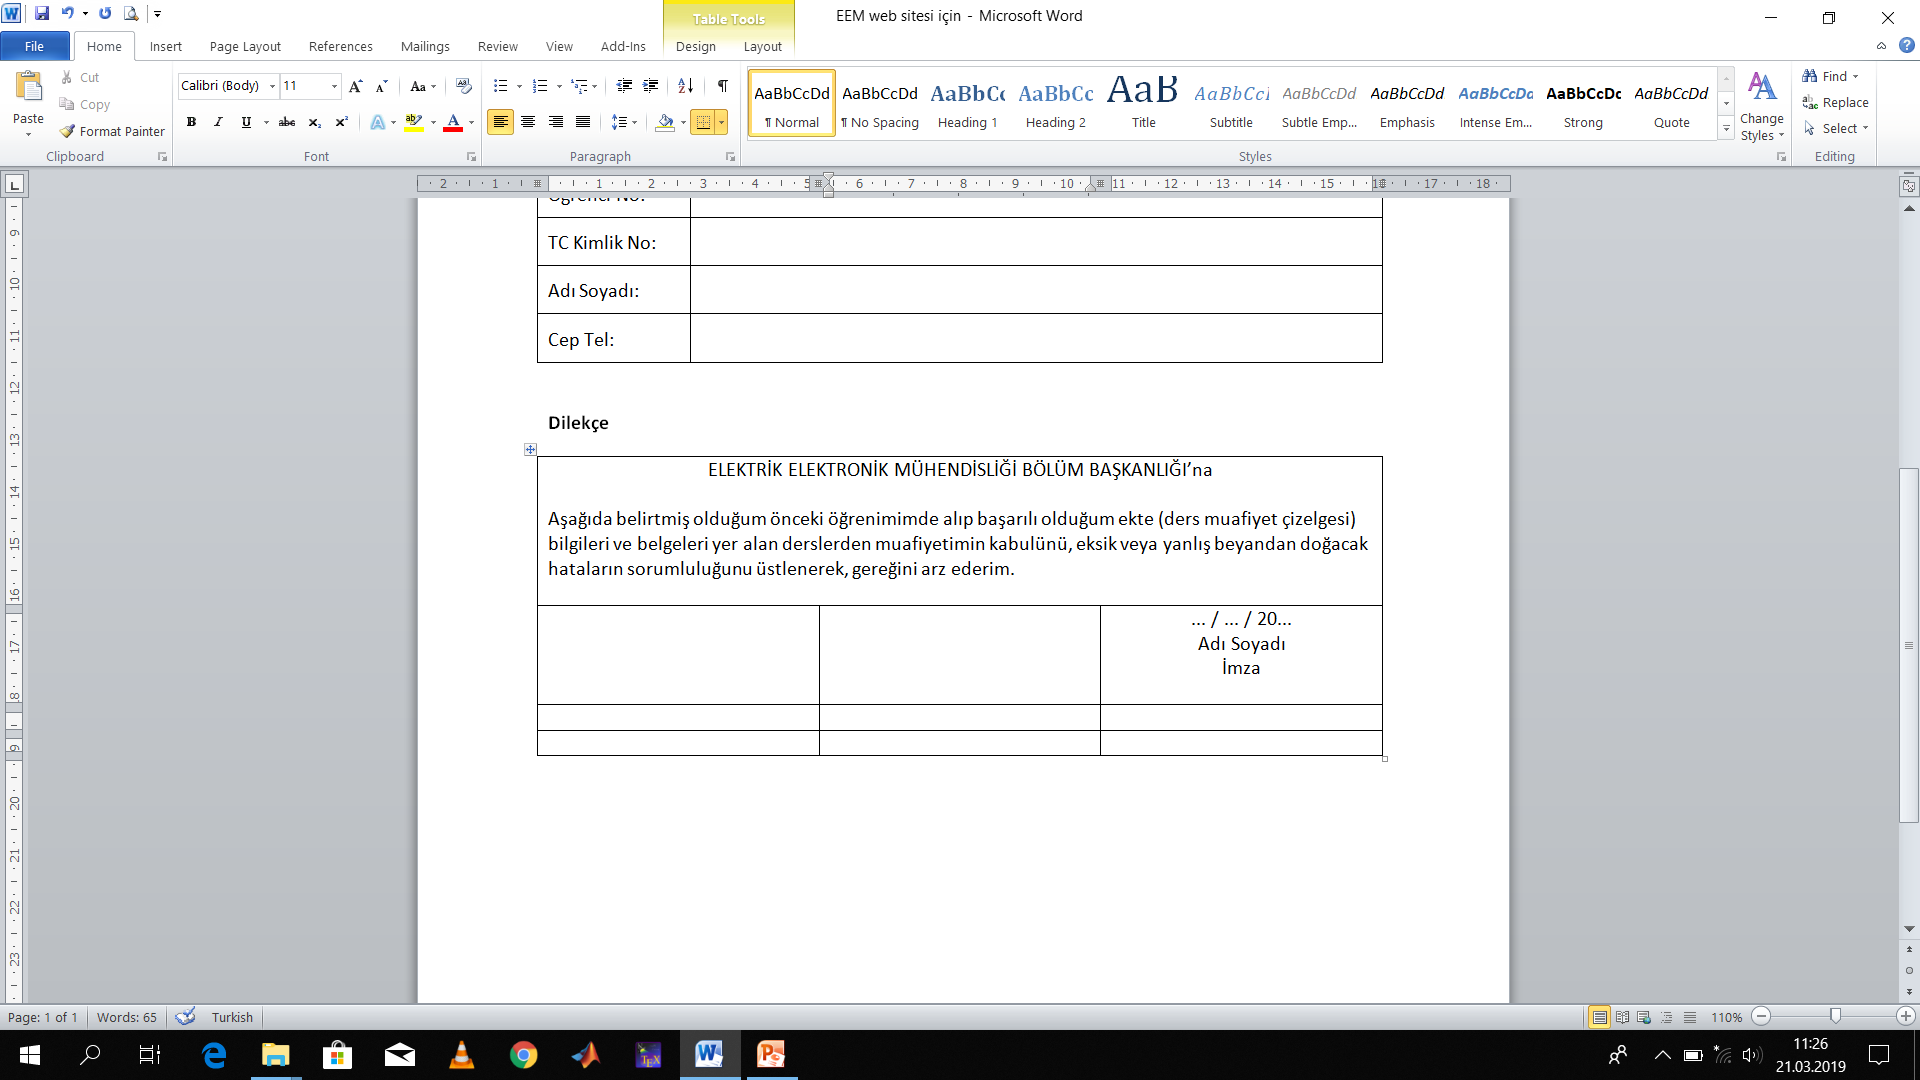 EEM web sitesi için - Microsoft Word
Table Tools
File Home Insert Page Layout References Mailings Review View Add-Ins Design Layout
Paste
Cut
Copy
Format Painter
Clipboard
Calibri (Body) 11
Font
Paragraph
AaBbCcDd AaBbCcDd AaBbCc AaBbCc AaB AaBbCcI AaBbCcDd AaBbCcDd AaBbCcDd AaBbCcDc AaBbCcDd
¶ Normal ¶ No Spacing Heading 1 Heading 2 Title Subtitle Subtle Emp... Emphasis Intense Em... Strong Quote
Styles
Change Styles
Find
Replace
Select
Editing
Öğrenci No:
TC Kimlik No:
Adı Soyadı:
Cep Tel:
Dilekçe
ELEKTRİK ELEKTRONİK MÜHENDİSLİĞİ BÖLÜM BAŞKANLIĞI’na
Aşağıda belirtmiş olduğum önceki öğrenimimde alıp başarılı olduğum ekte (ders muafiyet çizelgesi)
bilgileri ve belgeleri yer alan derslerden muafiyetimin kabulünü, eksik veya yanlış beyandan doğacak
hataların sorumluluğunu üstlenerek, gereğini arz ederim.
... / ... / 20...
Adı Soyadı
İmza
Page: 1 of 1 Words: 65 Turkish 110%
11:26
21.03.2019